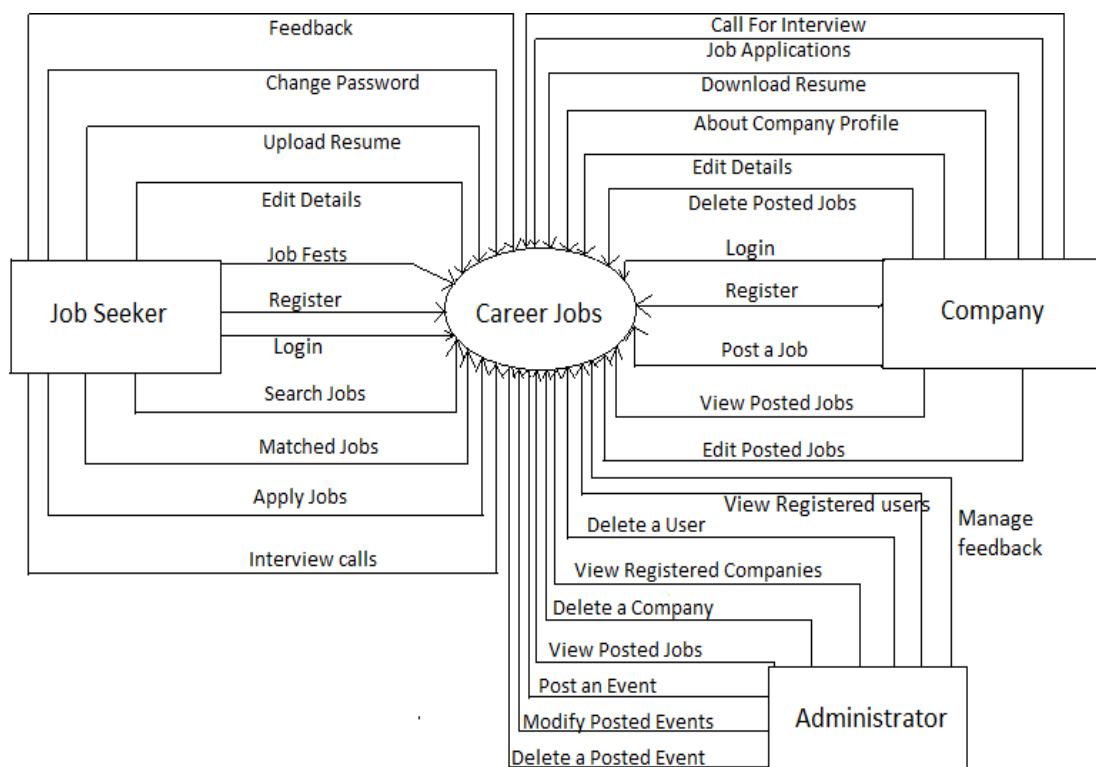 Feedback
Change Password
Upload Resume
Edit Details
Job Fests
Register
Login
Search Jobs
Matched Jobs
Apply Jobs
Interview calls
Job Seeker
Career Jobs
Call For Interview
Job Applications
Download Resume
About Company Profile
Edit Details
Delete Posted Jobs
Login
Register
Post a Job
View Posted Jobs
Edit Posted Jobs
Company
View Registered users
Manage
feedback
Delete a User
View Registered Companies
Delete a Company
View Posted Jobs
Post an Event
Modify Posted Events
Delete a Posted Event
Administrator